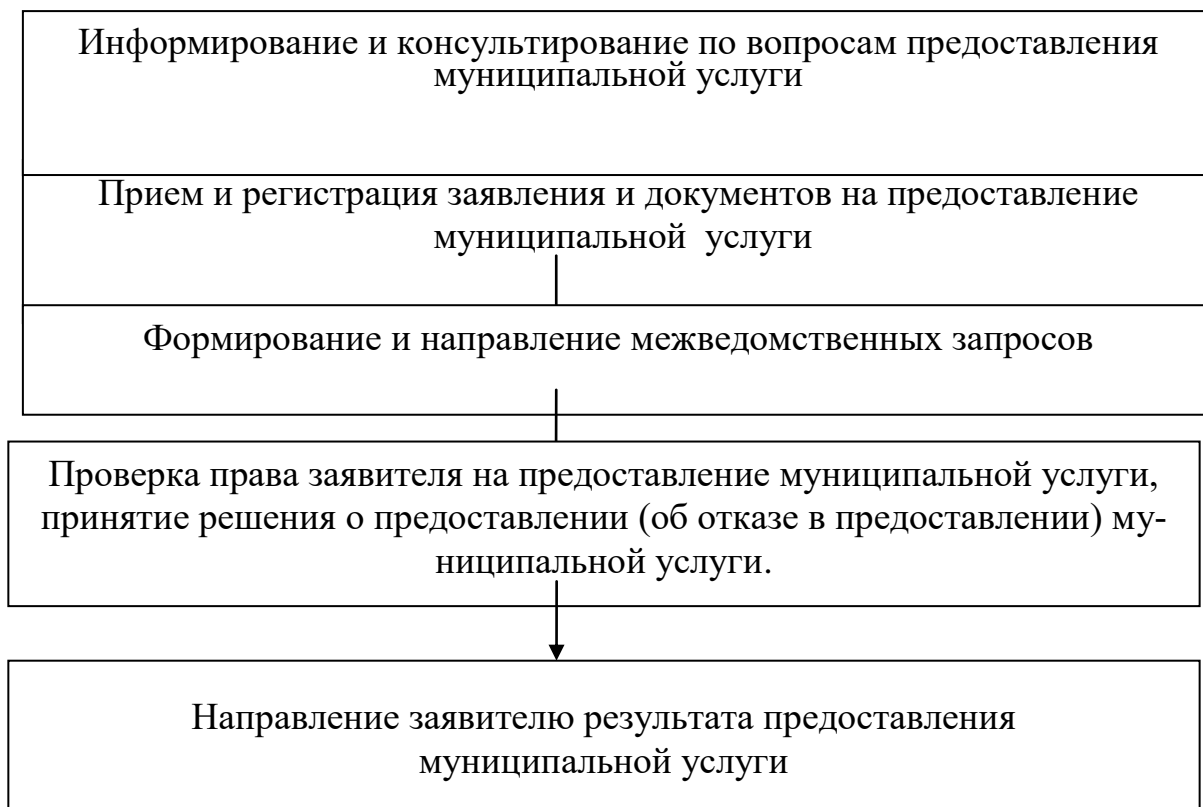 Информирование и консультирование по вопросам предоставления
муниципальной услуги
Прием и регистрация заявления и документов на предоставление
муниципальной  услуги
Формирование и направление межведомственных запросов
Проверка права заявителя на предоставление муниципальной услуги,
принятие решения о предоставлении (об отказе в предоставлении) му-
ниципальной услуги.
Направление заявителю результата предоставления
муниципальной услуги